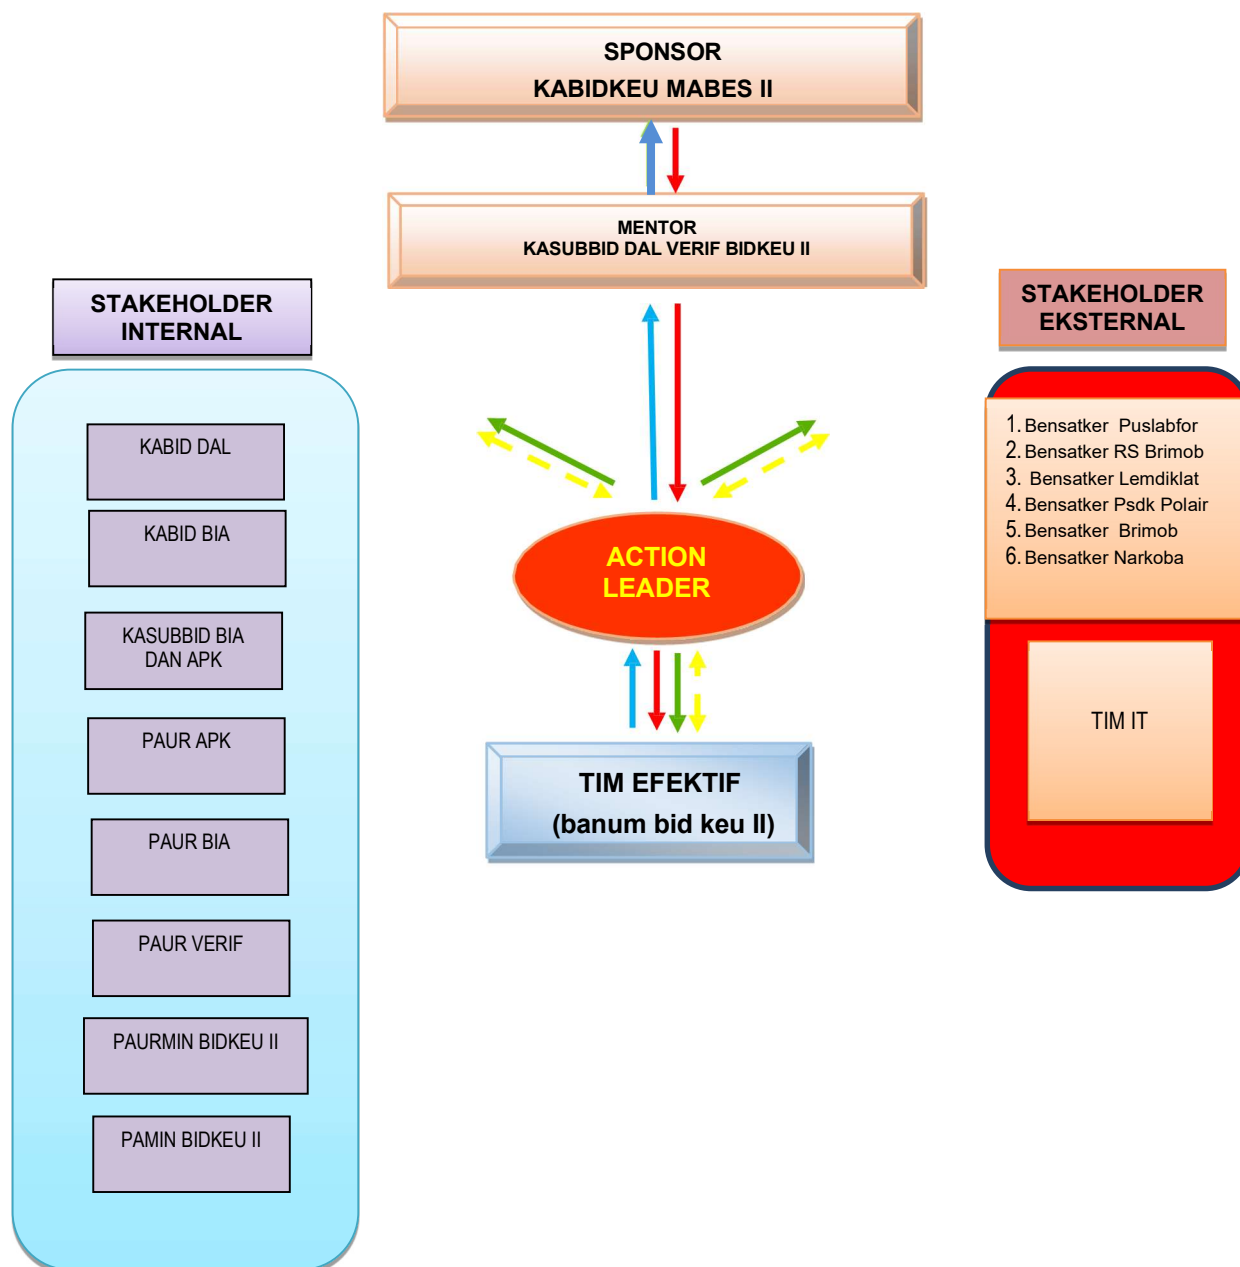 SPONSOR
KABIDKEU MABES II
MENTOR
KASUBBID DAL VERIF BIDKEU II
STAKEHOLDER
INTERNAL
KABID DAL
KABID BIA
KASUBBID BIA
DAN APK
PAUR APK
PAUR BIA
PAUR VERIF
PAURMIN BIDKEU II
PAMIN BIDKEU II
ACTION
LEADER
TIM EFEKTIF
(banum bid keu II)
STAKEHOLDER
EKSTERNAL
1. Bensatker Puslabfor
2. Bensatker RS Brimob
3. Bensatker Lemdiklat
4. Bensatker Psdk Polair
5. Bensatker Brimob
6. Bensatker Narkoba
TIM IT